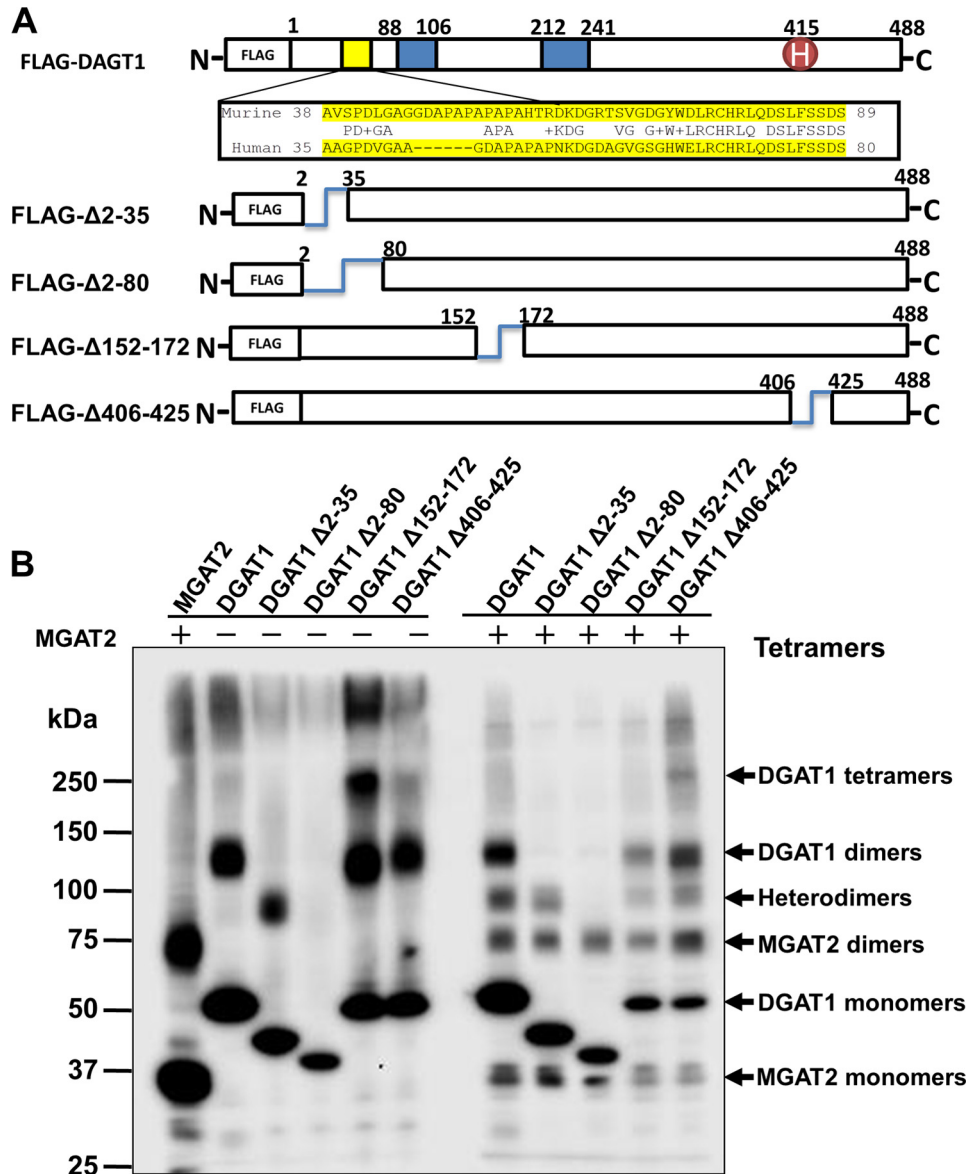 A
1 88 106 212 241 415 488
FLAG-DAGT1 N FLAG H C
Murine 38 AVSPDLGAGGDAPAPAPAPAHTRDKDGRTSVGDGYWDLRCHRLQDSLFSSDS 89
PD+GA APA +KDG VG G+W+LRCHRLQ DSLFSSDS
Human 35 AAGPDVGAA------GDAPAPAPNKDGDAGVGSGHWELRCHRLQDSLFSSDS 80
2 35 488
FLAG-Δ2-35 N FLAG C
2 80 488
FLAG-Δ2-80 N FLAG C
152 172 488
FLAG-Δ152-172 N FLAG C
406 425 488
FLAG-Δ406-425 N FLAG C
B
MGAT2 DGAT1 DGAT1 Δ2-35 DGAT1 Δ2-80 DGAT1 Δ152-172 DGAT1 Δ406-425 DGAT1 DGAT1 Δ2-35 DGAT1 Δ2-80 DGAT1 Δ152-172 DGAT1 Δ406-425
MGAT2 + – – – – – + + + + +
Tetramers
kDa
250 DGAT1 tetramers
150 DGAT1 dimers
100 Heterodimers
75 MGAT2 dimers
50 DGAT1 monomers
37 MGAT2 monomers
25